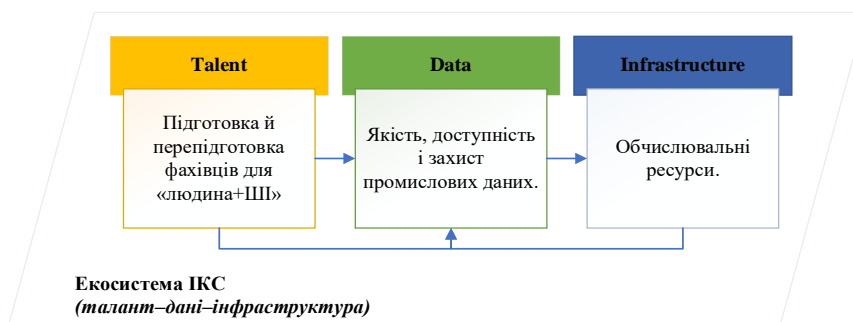 Talent
Підготовка й
перепідготовка
фахівців для
«людина+ШІ»
Data
Якість, доступність
і захист
промислових даних.
Infrastructure
Обчислювальні
ресурси.
Екосистема ІКС
(талант–дані–інфраструктура)